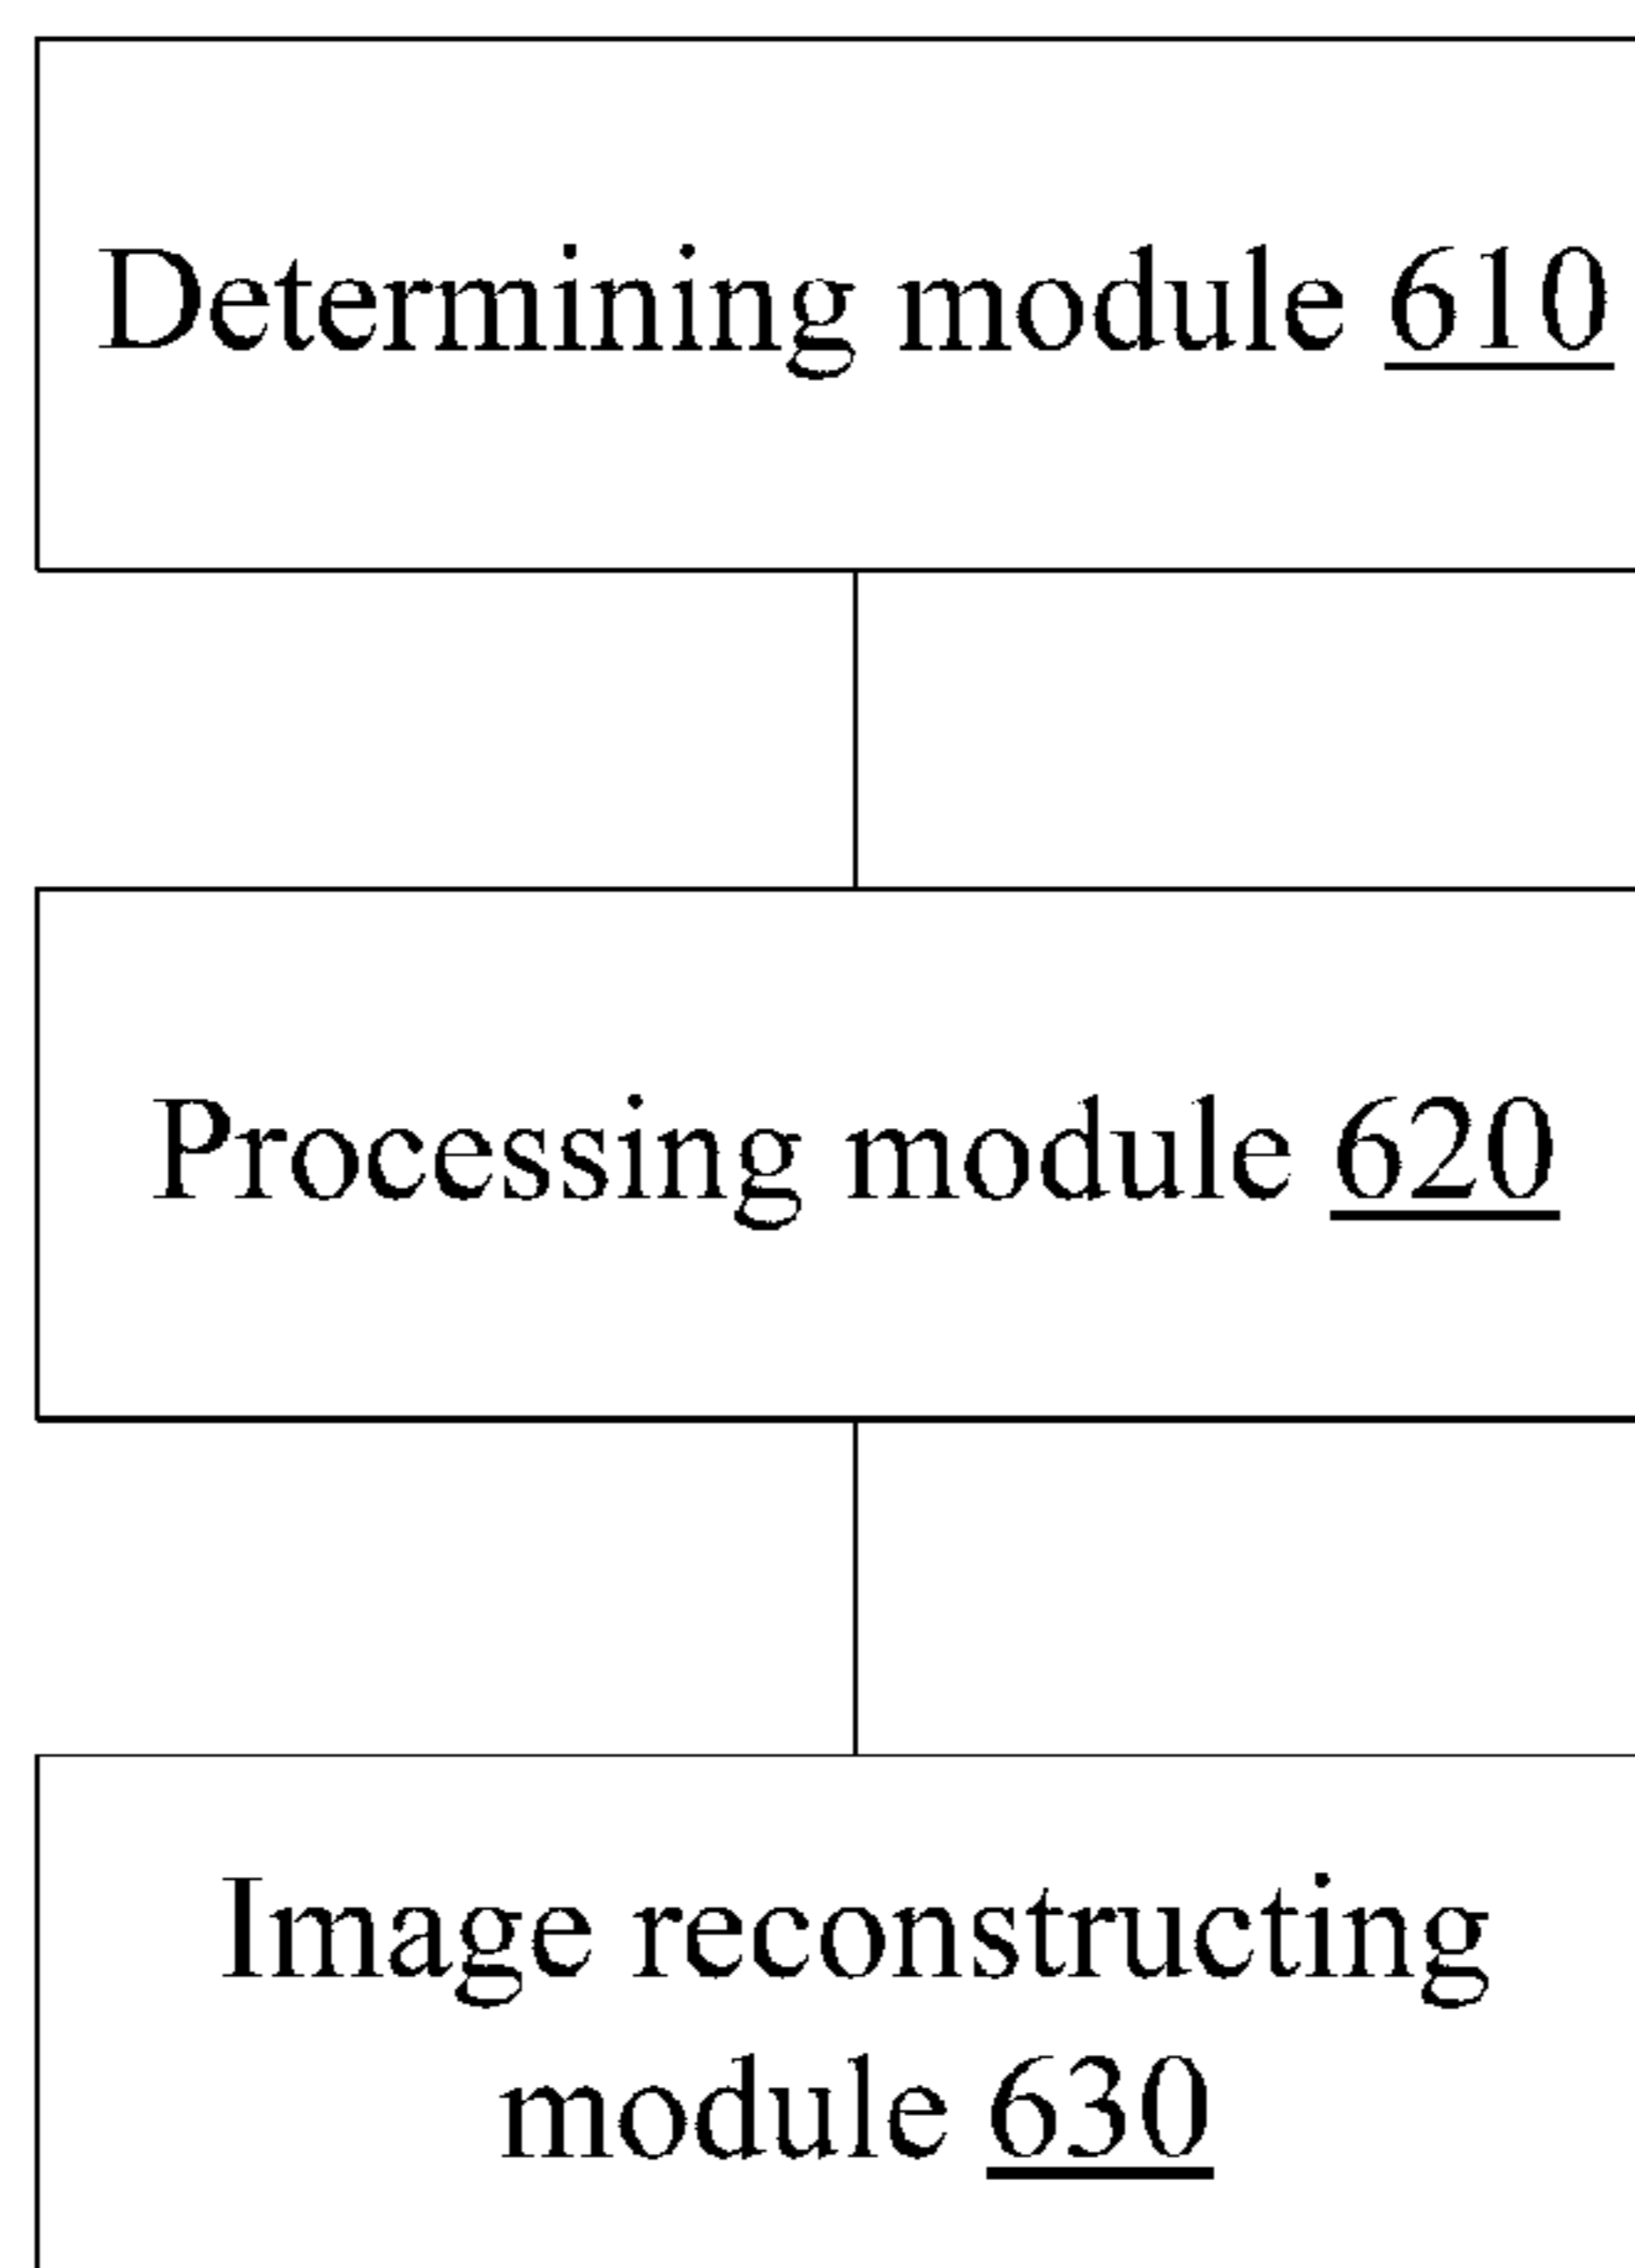 Determining module 610
Processing module 620
Image reconstructing
module 630